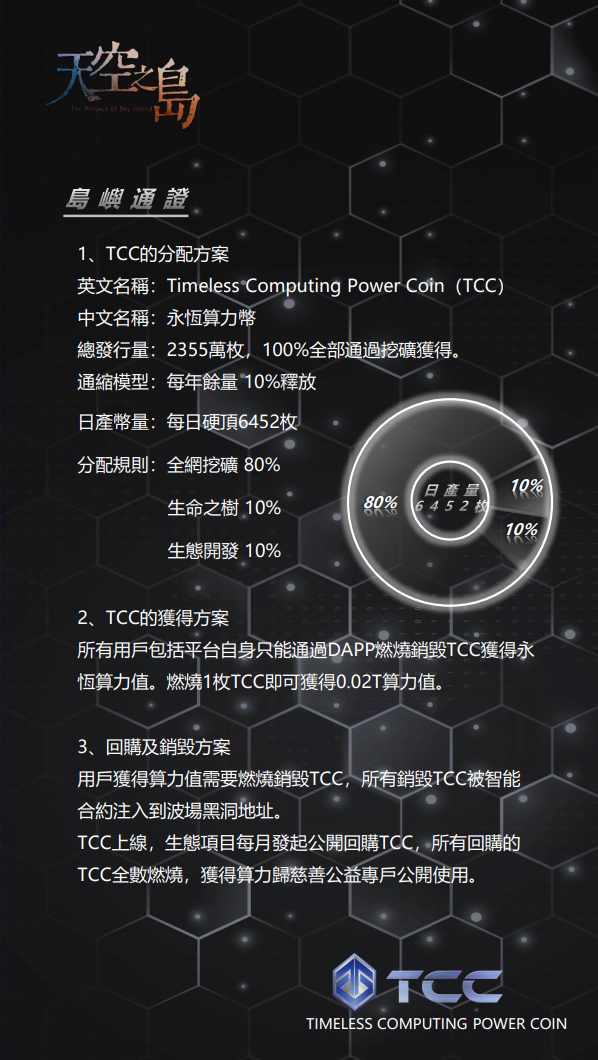 天空之島
The Project of Sky Island
島嶼通證
1、TCC的分配方案
英文名稱：Timeless Computing Power Coin（TCC）
中文名稱：永恆算力幣
總發行量：2355萬枚，100%全部通過挖礦獲得。
通縮模型：每年餘量 10%釋放
日產幣量：每日硬頂6452枚
分配規則：全網挖礦 80%
生命之樹 10%
生態開發 10%
80%
日產量
6452枚
10%
10%
2、TCC的獲得方案
所有用戶包括平台自身只能通過DAPP燃燒銷毀TCC獲得永
恆算力值。燃燒1枚TCC即可獲得0.02T算力值。
3、回購及銷毀方案
用戶獲得算力值需要燃燒銷毀TCC，所有銷毀TCC被智能
合約注入到波場黑洞地址。
TCC上線，生態項目每月發起公開回購TCC，所有回購的
TCC全數燃燒，獲得算力歸慈善公益專戶公開使用。
TCC
TIMELESS COMPUTING POWER COIN